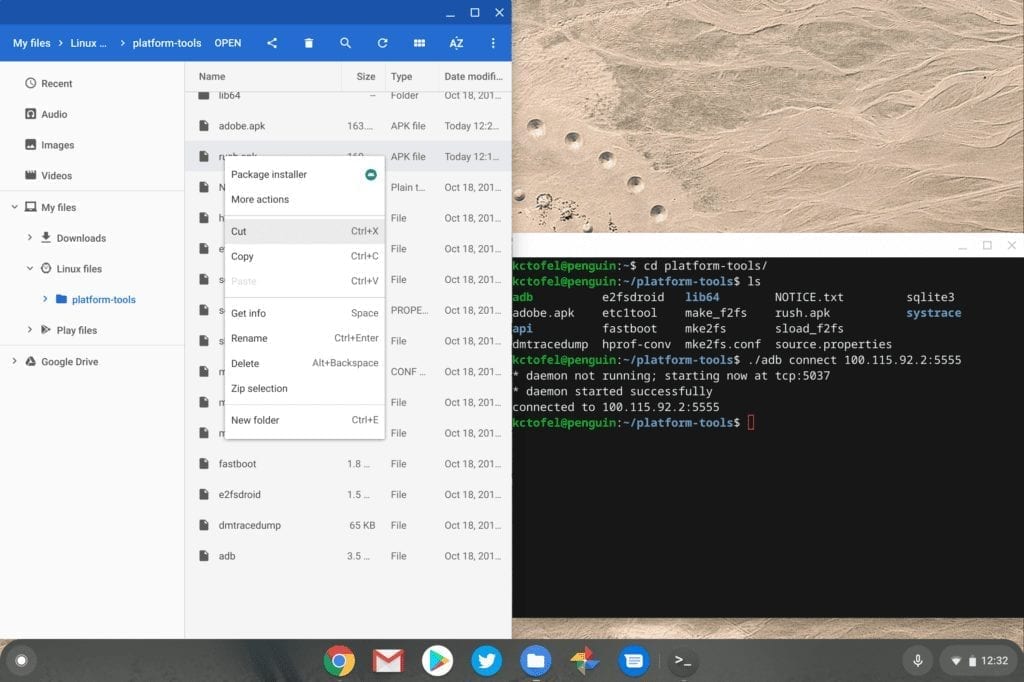 My files > Linux ... > platform-tools OPEN AZ
Recent
Audio
Images
Videos
My files
Downloads
Linux files
platform-tools
Play files
Google Drive
Name Size Type Date modifi...
lib64 -- Folder Oct 18, 201...
adobe.apk 163.... APK file Today 12:2...
rush.apk 160... APK file Today 12:1...
N Plain t... Oct 18, 201...
h File Oct 18, 201...
e File Oct 18, 201...
s File Oct 18, 201...
s PROPE... Oct 18, 201...
s File Oct 18, 201...
m CONF ... Oct 18, 201...
m File Oct 18, 201...
m File Oct 18, 201...
fastboot 1.8 ... File Oct 18, 201...
e2fsdroid 1.5 ... File Oct 18, 201...
dmtracedump 65 KB File Oct 18, 201...
adb 3.5 ... File Oct 18, 201...
Package installer
More actions
Cut Ctrl+X
Copy Ctrl+C
Paste Ctrl+V
Get info Space
Rename Ctrl+Enter
Delete Alt+Backspace
Zip selection
New folder Ctrl+E
kctofel@penguin:~$ cd platform-tools/
kctofel@penguin:~/platform-tools$ ls
adb e2fsdroid lib64 NOTICE.txt sqlite3
adobe.apk etc1tool make_f2fs rush.apk systrace
api fastboot mke2fs sload_f2fs
dmtracedump hprof-conv mke2fs.conf source.properties
kctofel@penguin:~/platform-tools$ ./adb connect 100.115.92.2:5555
* daemon not running; starting now at tcp:5037
* daemon started successfully
connected to 100.115.92.2:5555
kctofel@penguin:~/platform-tools$
>_
12:32